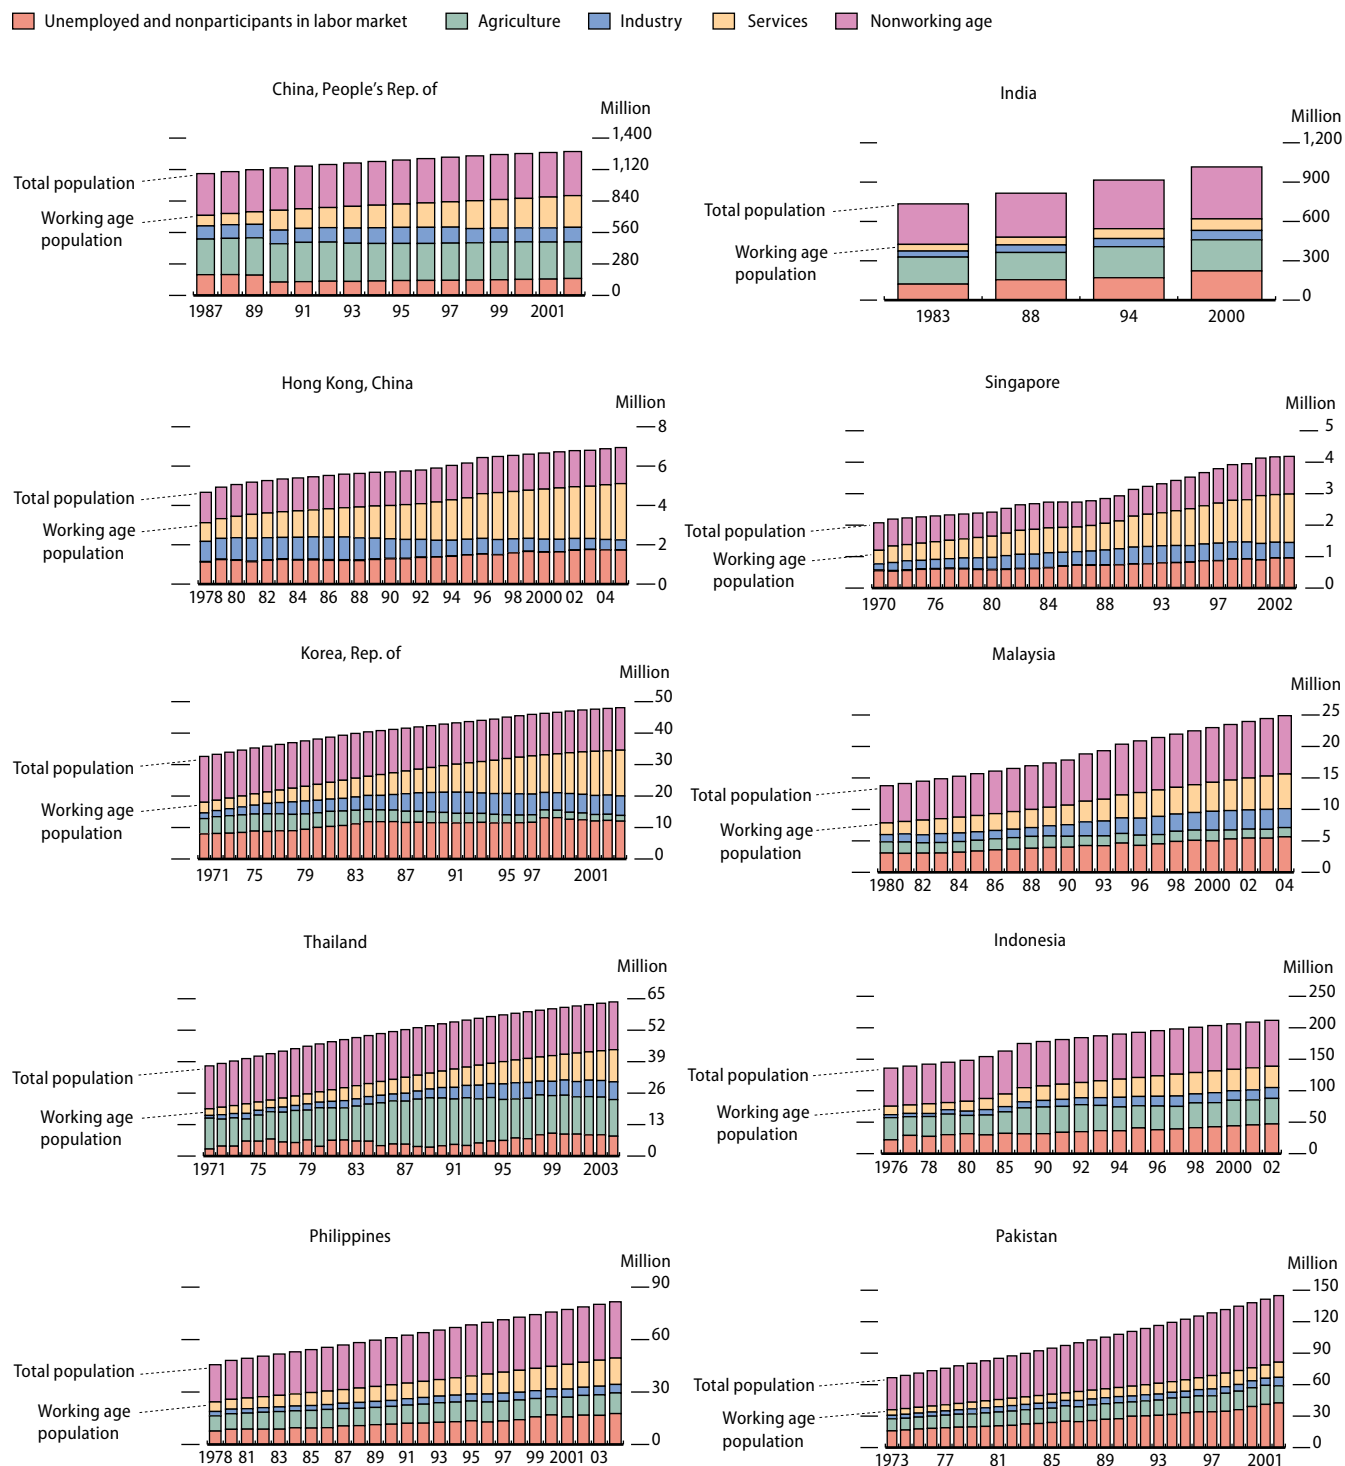 Unemployed and nonparticipants in labor market Agriculture Industry Services Nonworking age
China, People's Rep. of
Million
1,400
1,120
840
560
280
0
Total population
Working age
population
1987 89 91 93 95 97 99 2001
India
Million
1,200
900
600
300
0
Total population
Working age
population
1983 88 94 2000
Hong Kong, China
Million
8
6
4
2
0
Total population
Working age
population
1978 80 82 84 86 88 90 92 94 96 98 2000 02 04
Singapore
Million
5
4
3
2
1
0
Total population
Working age
population
1970 76 80 84 88 93 97 2002
Korea, Rep. of
Million
50
40
30
20
10
0
Total population
Working age
population
1971 75 79 83 87 91 95 97 2001
Malaysia
Million
25
20
15
10
5
0
Total population
Working age
population
1980 82 84 86 88 90 93 96 98 2000 02 04
Thailand
Million
65
52
39
26
13
0
Total population
Working age
population
1971 75 79 83 87 91 95 99 2003
Indonesia
Million
250
200
150
100
50
0
Total population
Working age
population
1976 78 80 85 90 92 94 96 98 2000 02
Philippines
Million
90
60
30
0
Total population
Working age
population
1978 81 83 85 87 89 91 93 95 97 99 2001 03
Pakistan
Million
150
120
90
60
30
0
Total population
Working age
population
1973 77 81 85 89 93 97 2001